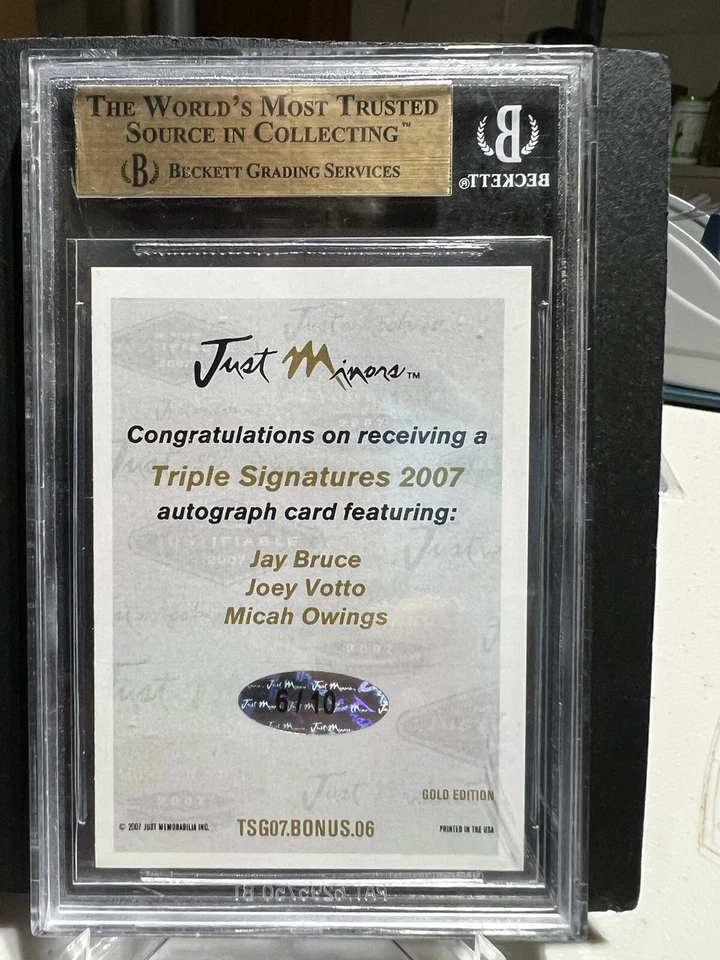 THE WORLD'S MOST TRUSTED
SOURCE IN COLLECTING™
B BECKETT GRADING SERVICES
B
BECKETT®
Just Minors™
Congratulations on receiving a
Triple Signatures 2007
autograph card featuring:
Jay Bruce
Joey Votto
Micah Owings
6/10
GOLD EDITION
© 2007 JUST MEMORABILIA INC.
TSG07.BONUS.06
PRINTED IN THE USA